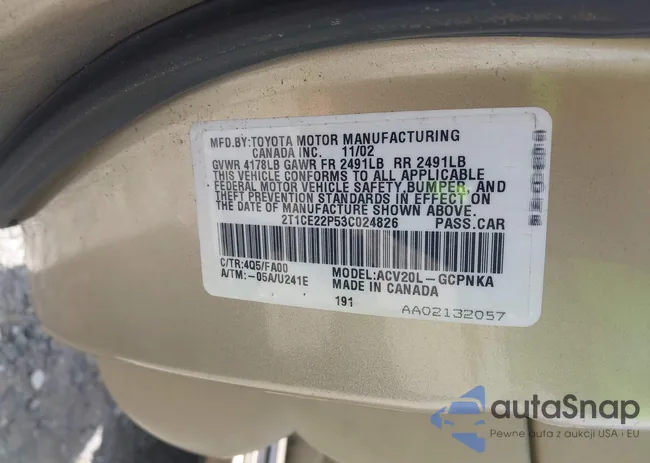 MFD.BY:TOYOTA MOTOR MANUFACTURING
CANADA INC. 11/02
GVWR 4178LB GAWR FR 2491LB RR 2491LB
THIS VEHICLE CONFORMS TO ALL APPLICABLE
FEDERAL MOTOR VEHICLE SAFETY, BUMPER, AND
THEFT PREVENTION STANDARDS IN EFFECT ON
THE DATE OF MANUFACTURE SHOWN ABOVE.
2T1CE22P53C024826 PASS.CAR
C/TR:4Q5/FA00 MODEL:ACV20L-GCPNKA
A/TM:-05A/U241E MADE IN CANADA
191
AA02132057
autaSnap
Pewne auta z aukcji USA i EU